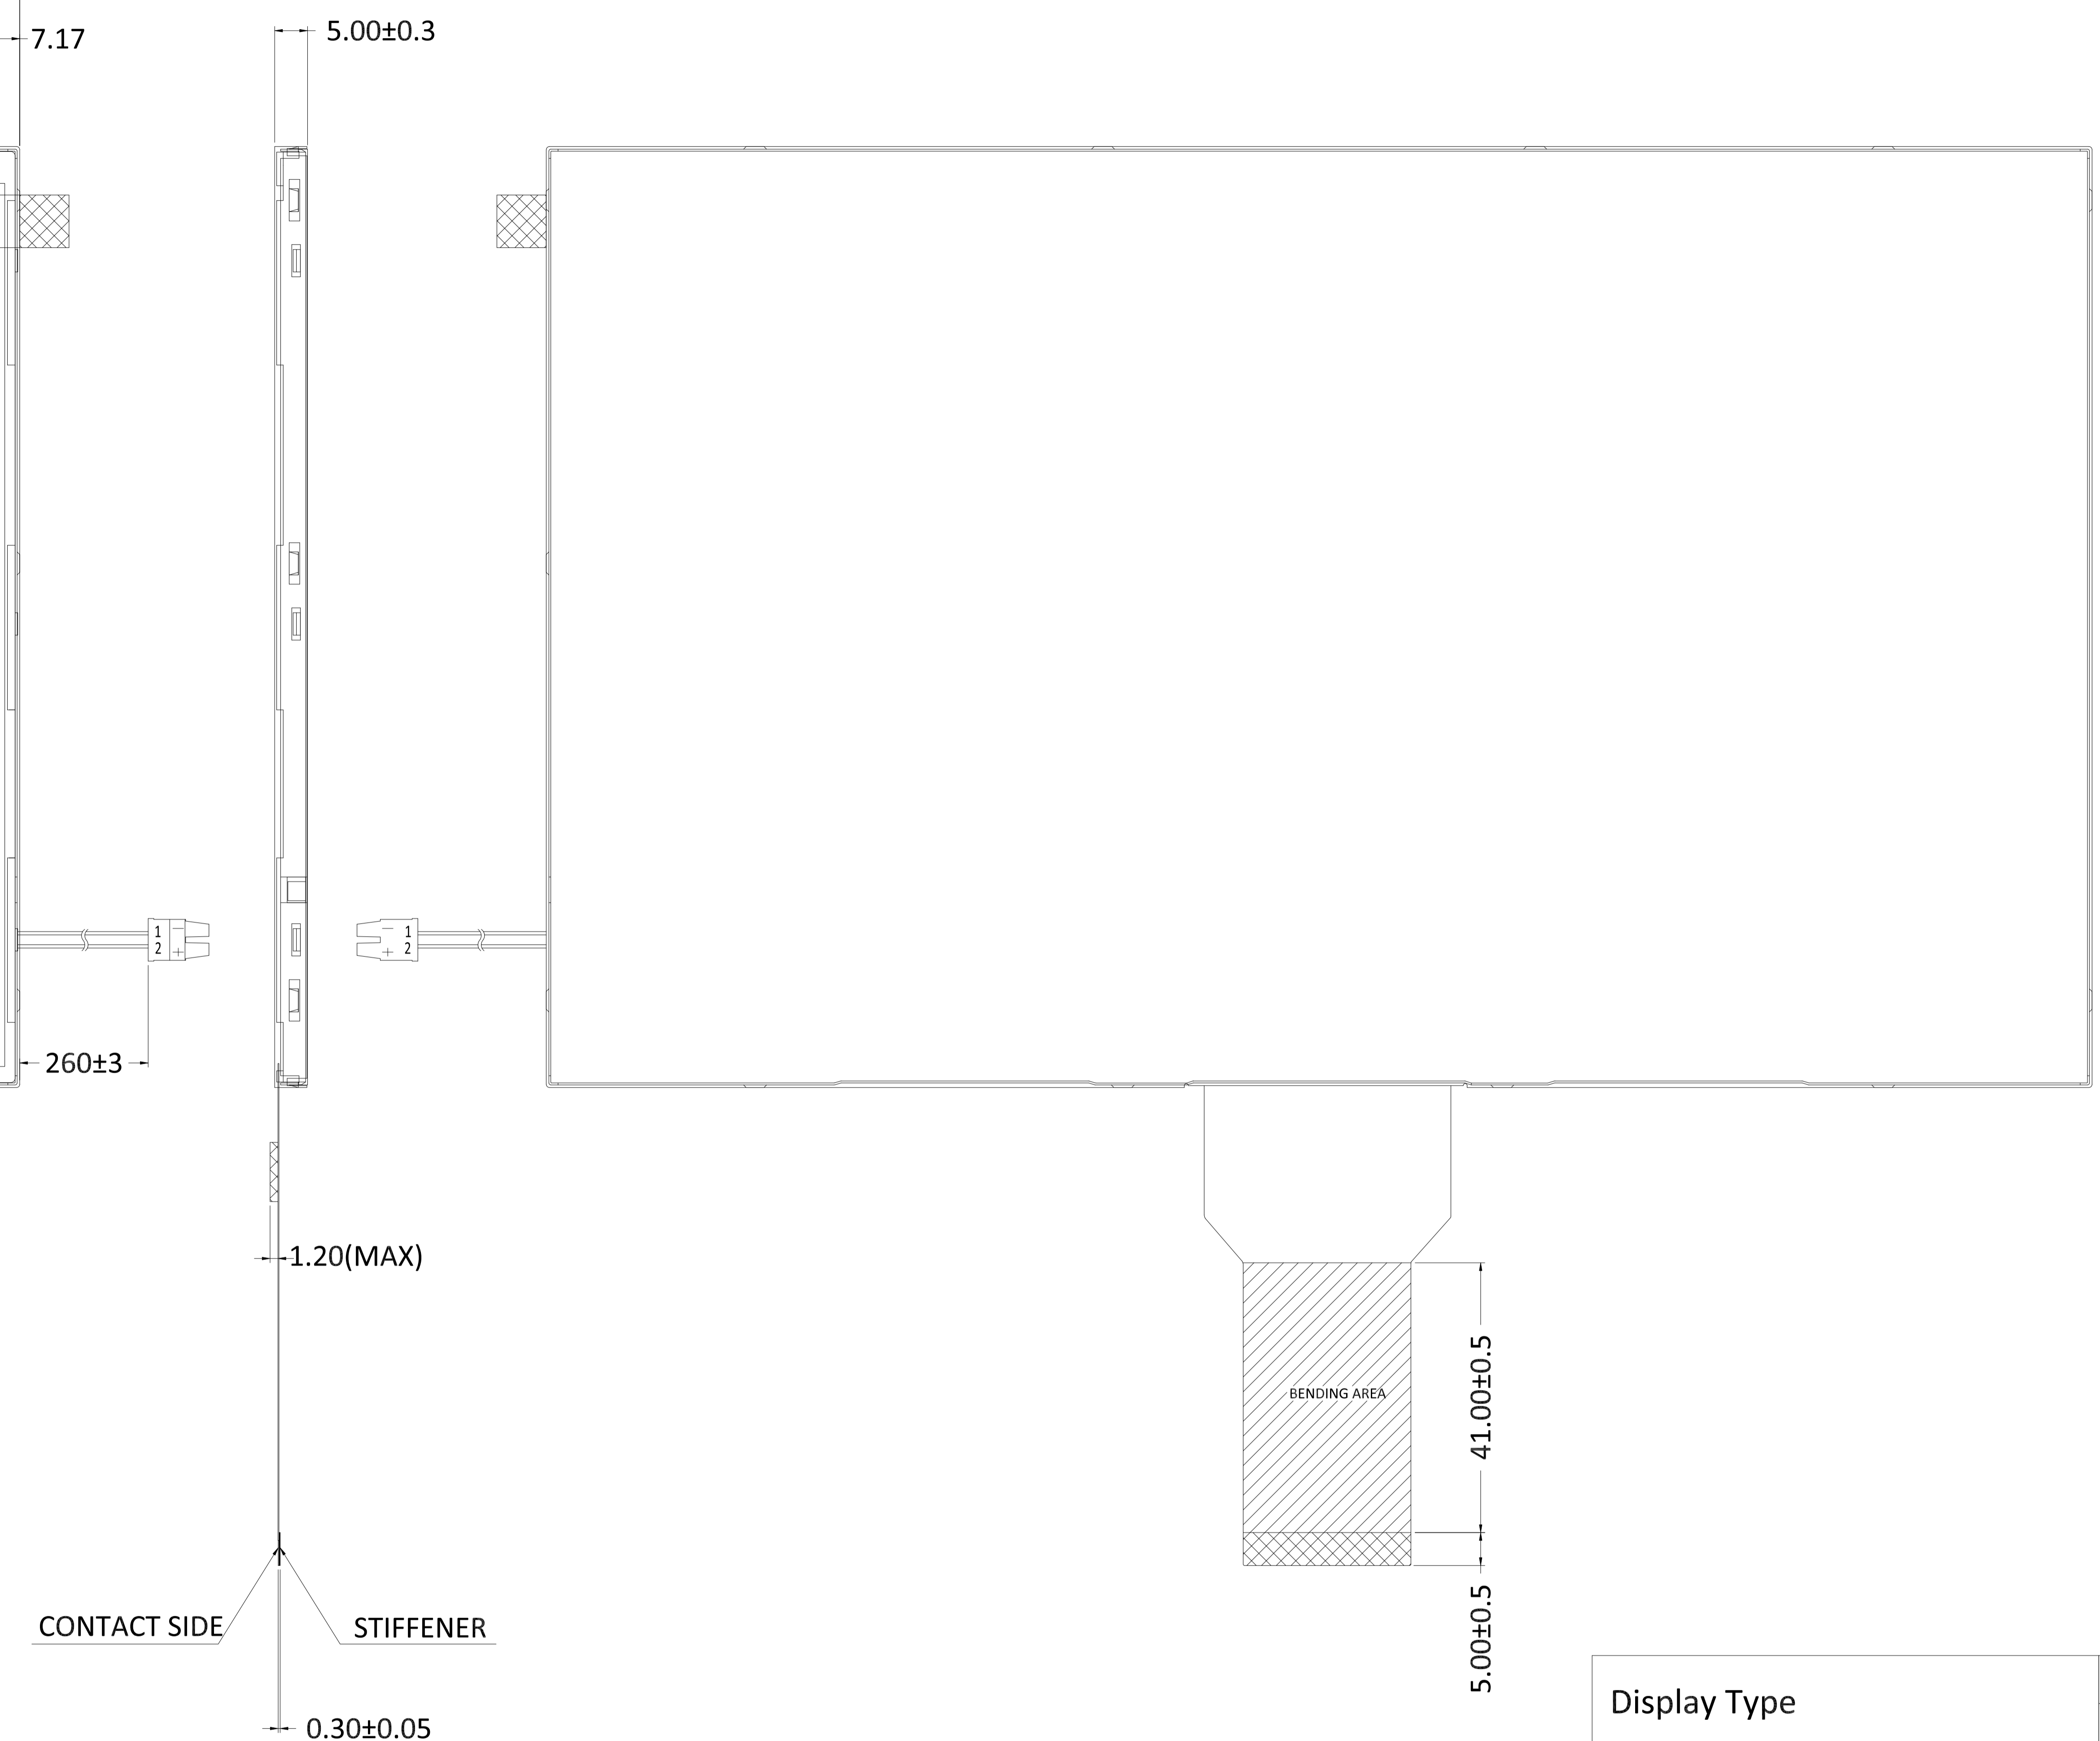 7.17
5.00±0.3
1
2
−
+
−
+
1
2
260±3
1.20(MAX)
BENDING AREA
41.00±0.5
5.00±0.5
CONTACT SIDE
STIFFENER
0.30±0.05
Display Type